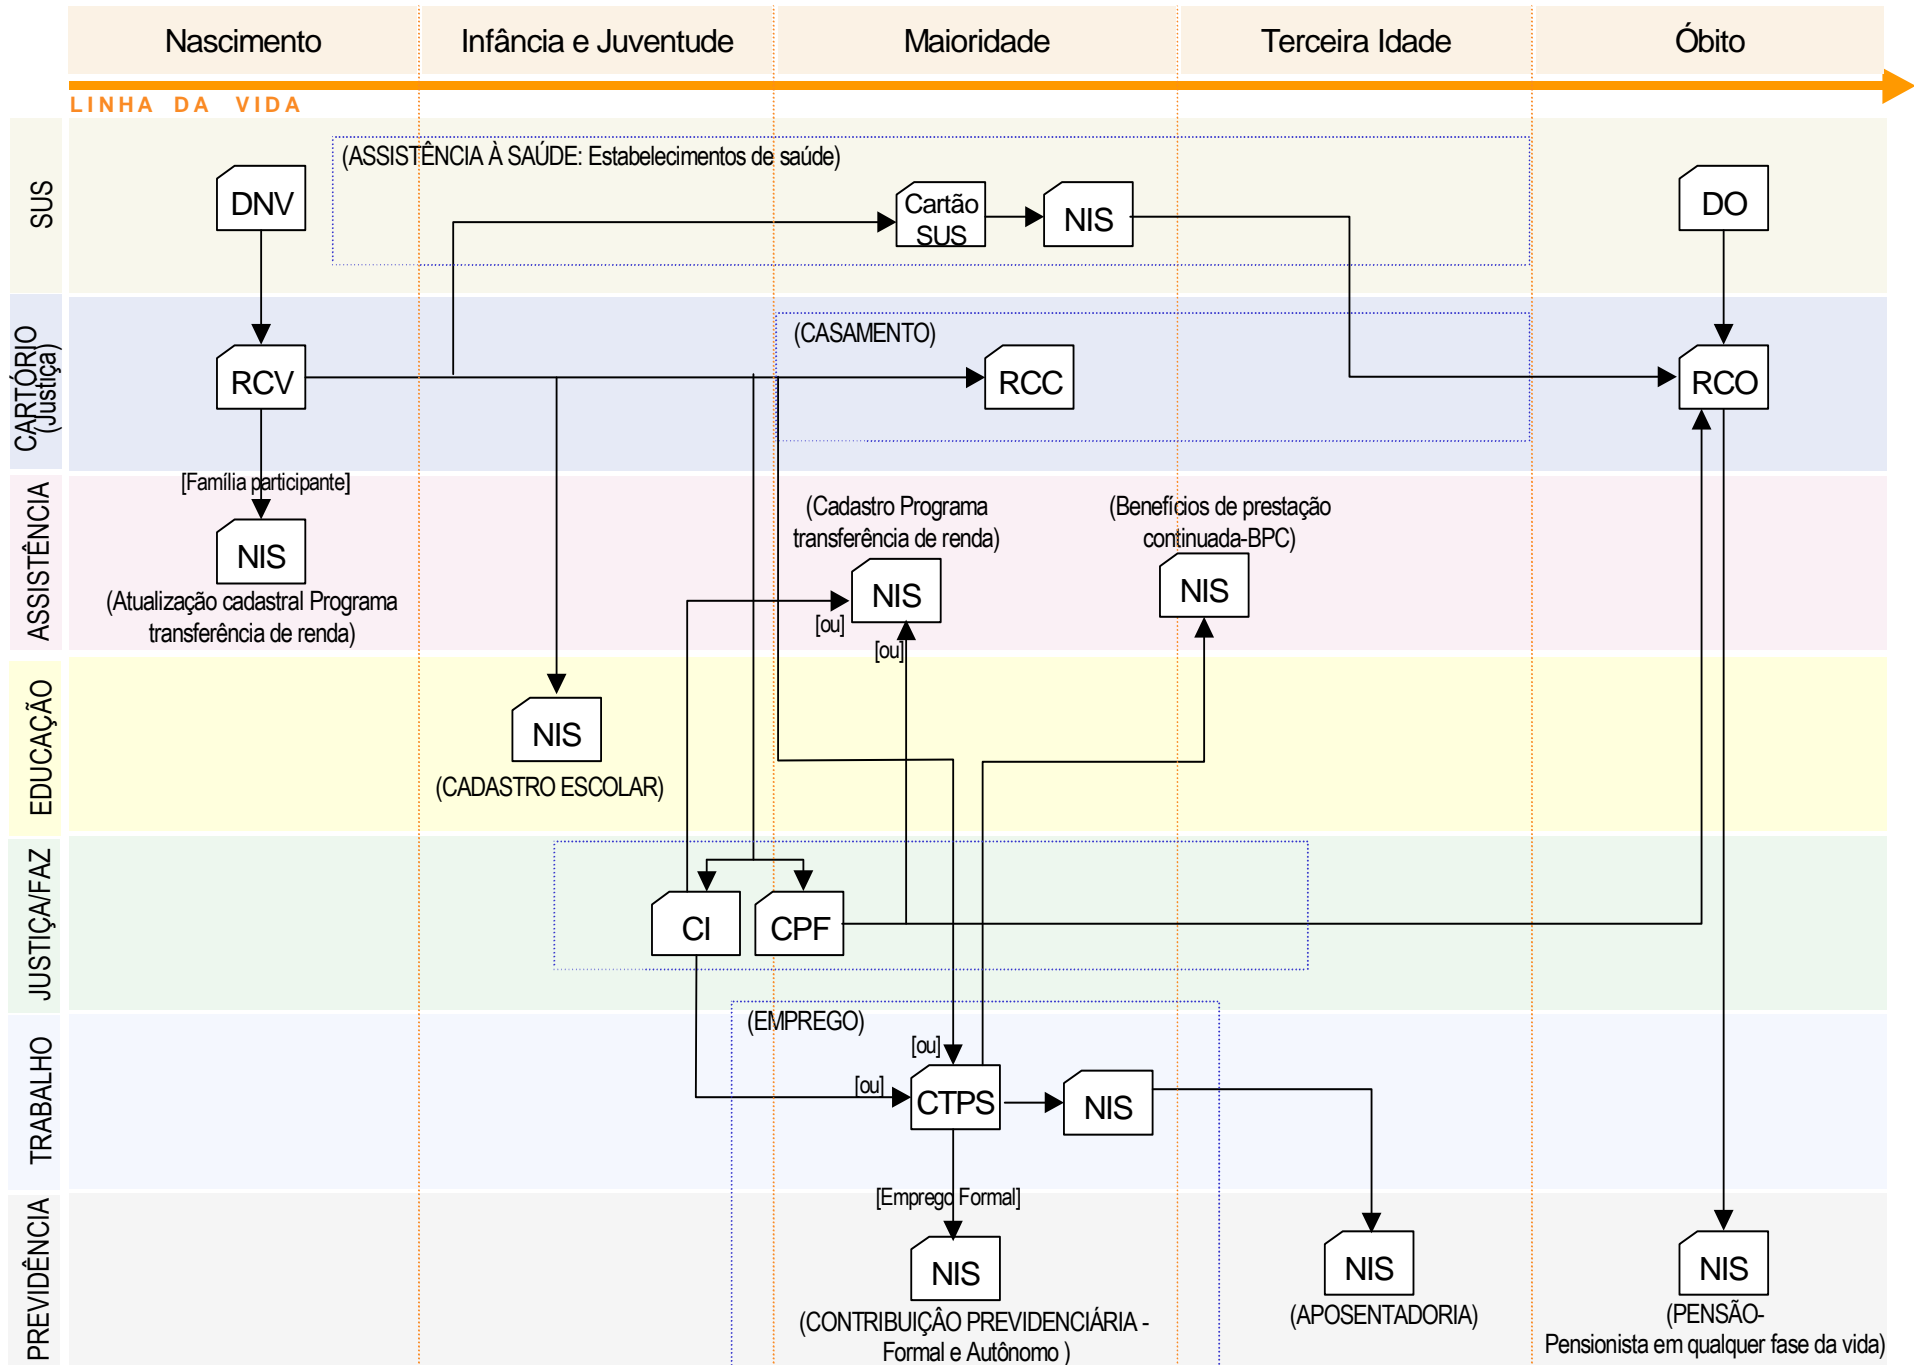 Nascimento
Infância e Juventude
Maioridade
Terceira Idade
Óbito
LINHA DA VIDA
SUS
(ASSISTÊNCIA À SAÚDE: Estabelecimentos de saúde)
DNV
Cartão
SUS
NIS
DO
CARTÓRIO
(Justiça)
(CASAMENTO)
RCV
RCC
RCO
ASSISTÊNCIA
[Família participante]
NIS
(Atualização cadastral Programa
transferência de renda)
(Cadastro Programa
transferência de renda)
NIS
[ou]
[ou]
(Benefícios de prestação
continuada-BPC)
NIS
EDUCAÇÃO
NIS
(CADASTRO ESCOLAR)
JUSTIÇA/FAZ
CI
CPF
TRABALHO
(EMPREGO)
[ou]
[ou]
CTPS
NIS
[Emprego Formal]
PREVIDÊNCIA
NIS
(CONTRIBUIÇÂO PREVIDENCIÁRIA -
Formal e Autônomo )
NIS
(APOSENTADORIA)
NIS
(PENSÃO-
Pensionista em qualquer fase da vida)